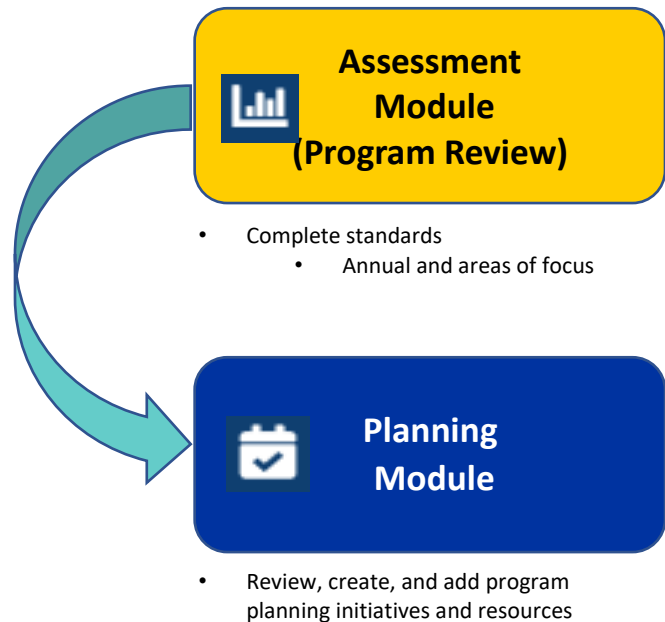 Assessment
Module
(Program Review)
• Complete standards
• Annual and areas of focus
Planning
Module
• Review, create, and add program
planning initiatives and resources